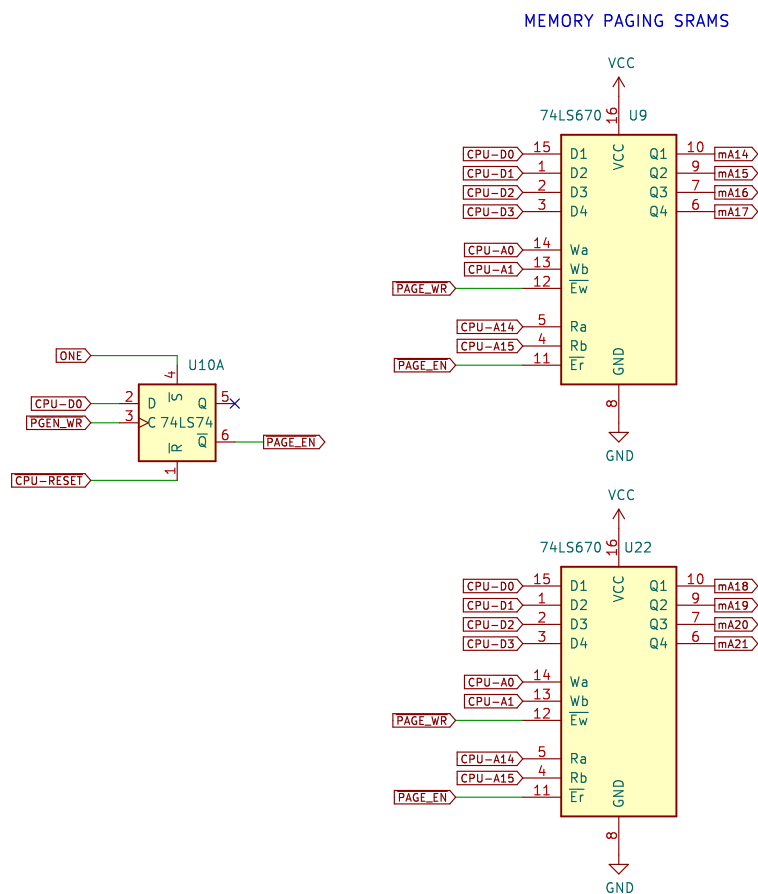 MEMORY PAGING SRAMS
VCC
74LS670 U9
16
VCC
CPU-D0 15 D1 Q1 10 mA14
CPU-D1 1 D2 Q2 9 mA15
CPU-D2 2 D3 Q3 7 mA16
CPU-D3 3 D4 Q4 6 mA17
CPU-A0 14 Wa
CPU-A1 13 Wb
PAGE_WR 12 Ew
CPU-A14 5 Ra
CPU-A15 4 Rb
PAGE_EN 11 Er
GND
8
GND
ONE
4 U10A
S
CPU-D0 2 D Q 5
PGEN_WR 3 C 74LS74
Q 6 PAGE_EN
R
CPU-RESET 1
VCC
74LS670 U22
16
VCC
CPU-D0 15 D1 Q1 10 mA18
CPU-D1 1 D2 Q2 9 mA19
CPU-D2 2 D3 Q3 7 mA20
CPU-D3 3 D4 Q4 6 mA21
CPU-A0 14 Wa
CPU-A1 13 Wb
PAGE_WR 12 Ew
CPU-A14 5 Ra
CPU-A15 4 Rb
PAGE_EN 11 Er
GND
8
GND